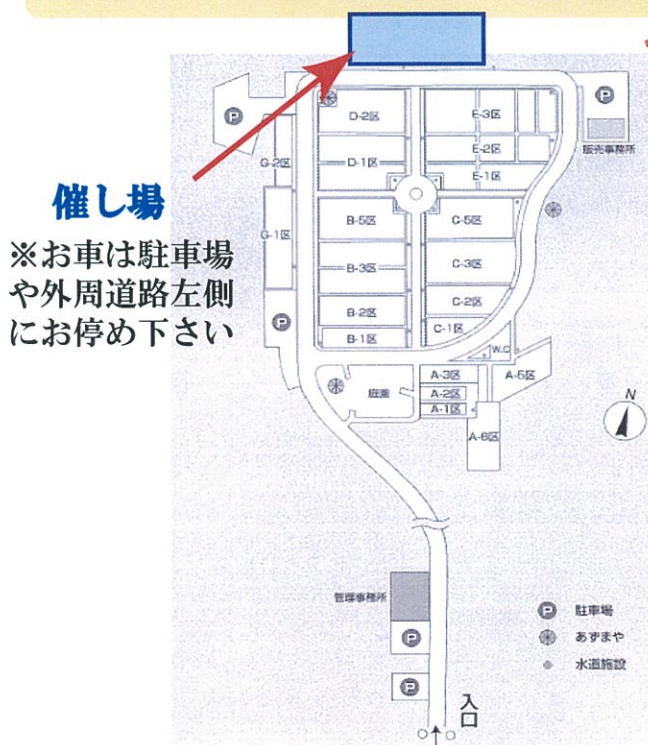 催し場
※お車は駐車場
や外周道路左側
にお停め下さい
P
P
販売事務所
D-2区
E-3区
G-2区
D-1区
E-2区
E-1区
G-1区
B-5区
C-5区
B-3区
C-3区
B-2区
C-2区
P
B-1区
C-1区
W.C
A-3区
A-5区
A-2区
A-1区
A-6区
N
管理事務所
P
P
P 駐車場
あずまや
水道施設
入口